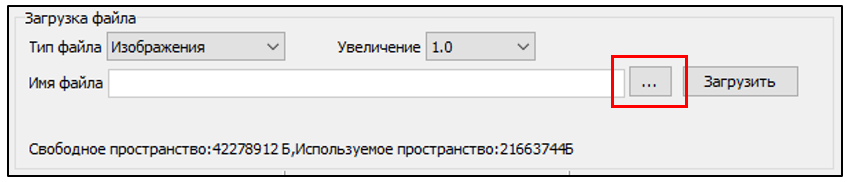 Загрузка файла
Тип файла Изображения Увеличение 1.0
Имя файла ... Загрузить
Свободное пространство:42278912 Б,Используемое пространство:21663744Б